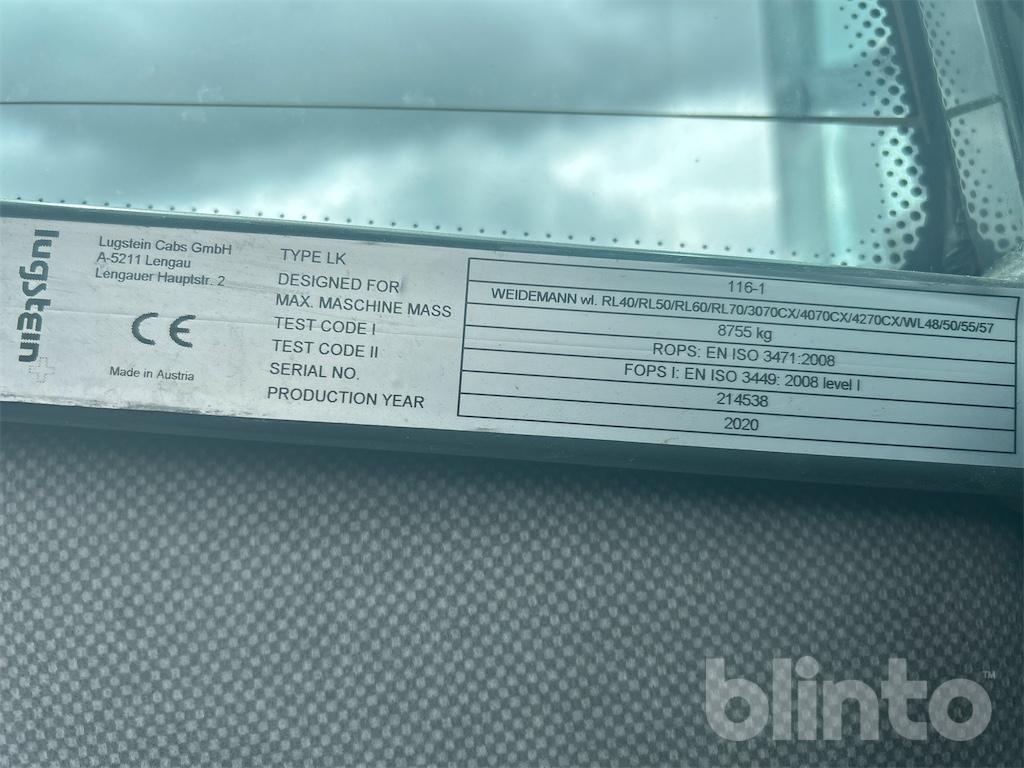 lugstein
Lugstein Cabs GmbH
A-5211 Lengau
Lengauer Hauptstr. 2
CE
Made in Austria
TYPE LK 116-1
DESIGNED FOR WEIDEMANN wl. RL40/RL50/RL60/RL70/3070CX/4070CX/4270CX/WL48/50/55/57
MAX. MASCHINE MASS 8755 kg
TEST CODE I ROPS: EN ISO 3471:2008
TEST CODE II FOPS I: EN ISO 3449: 2008 level I
SERIAL NO. 214538
PRODUCTION YEAR 2020
blinto™